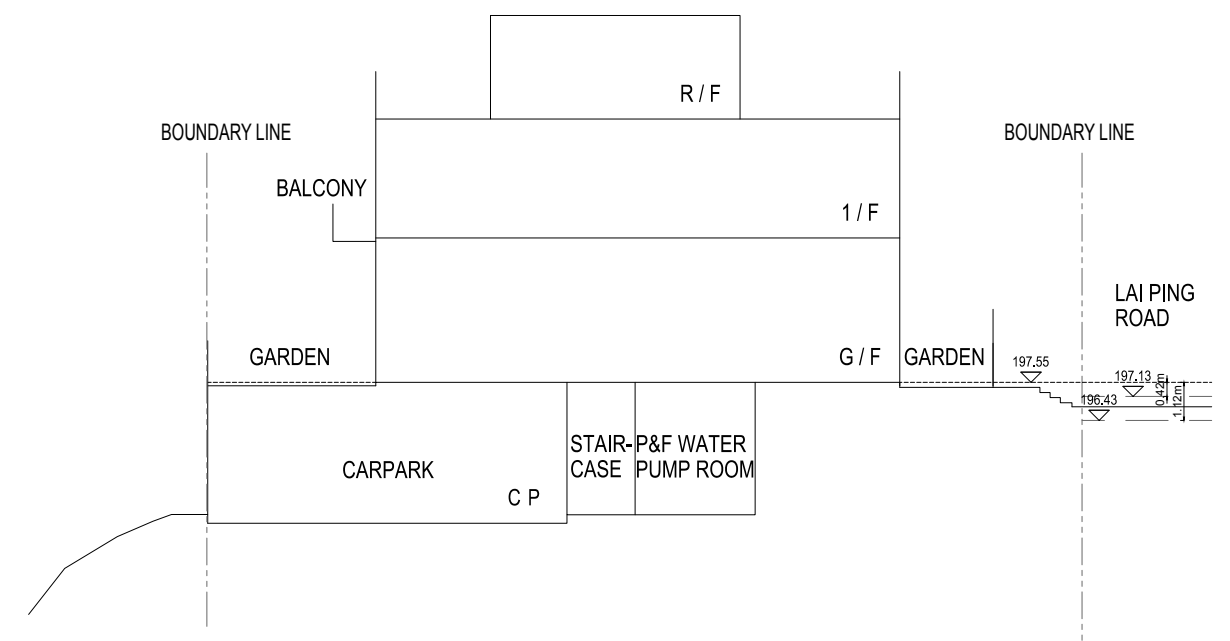 R / F
BOUNDARY LINE
BOUNDARY LINE
BALCONY
1 / F
LAI PING
ROAD
GARDEN
G / F
GARDEN
197.55
197.13
0.42m
1.12m
196.43
STAIR-
CASE
P&F WATER
PUMP ROOM
CARPARK
C P